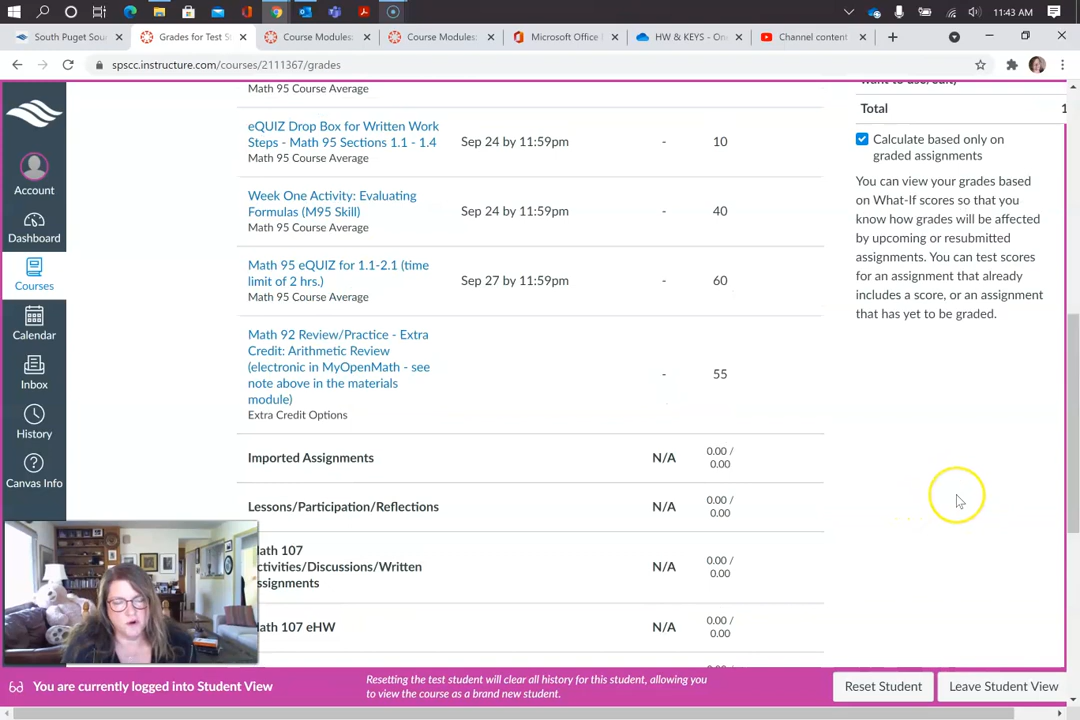 11:43 AM
South Puget Sou
Grades for Test St
Course Modules:
Course Modules:
Microsoft Office
HW & KEYS - One
Channel content
spscc.instructure.com/courses/2111367/grades
Math 95 Course Average
Total
1
Account
eQUIZ Drop Box for Written Work
Steps - Math 95 Sections 1.1 - 1.4
Math 95 Course Average
Sep 24 by 11:59pm
-
10
Calculate based only on
graded assignments
You can view your grades based
on What-If scores so that you
know how grades will be affected
by upcoming or resubmitted
assignments. You can test scores
for an assignment that already
includes a score, or an assignment
that has yet to be graded.
Dashboard
Week One Activity: Evaluating
Formulas (M95 Skill)
Math 95 Course Average
Sep 24 by 11:59pm
-
40
Courses
Math 95 eQUIZ for 1.1-2.1 (time
limit of 2 hrs.)
Math 95 Course Average
Sep 27 by 11:59pm
-
60
Calendar
Inbox
History
Canvas Info
Math 92 Review/Practice - Extra
Credit: Arithmetic Review
(electronic in MyOpenMath - see
note above in the materials
module)
Extra Credit Options
-
55
Imported Assignments
N/A
0.00 /
0.00
Lessons/Participation/Reflections
N/A
0.00 /
0.00
ath 107
ctivities/Discussions/Written
ssignments
N/A
0.00 /
0.00
ath 107 eHW
N/A
0.00 /
0.00
You are currently logged into Student View
Resetting the test student will clear all history for this student, allowing you
to view the course as a brand new student.
Reset Student
Leave Student View